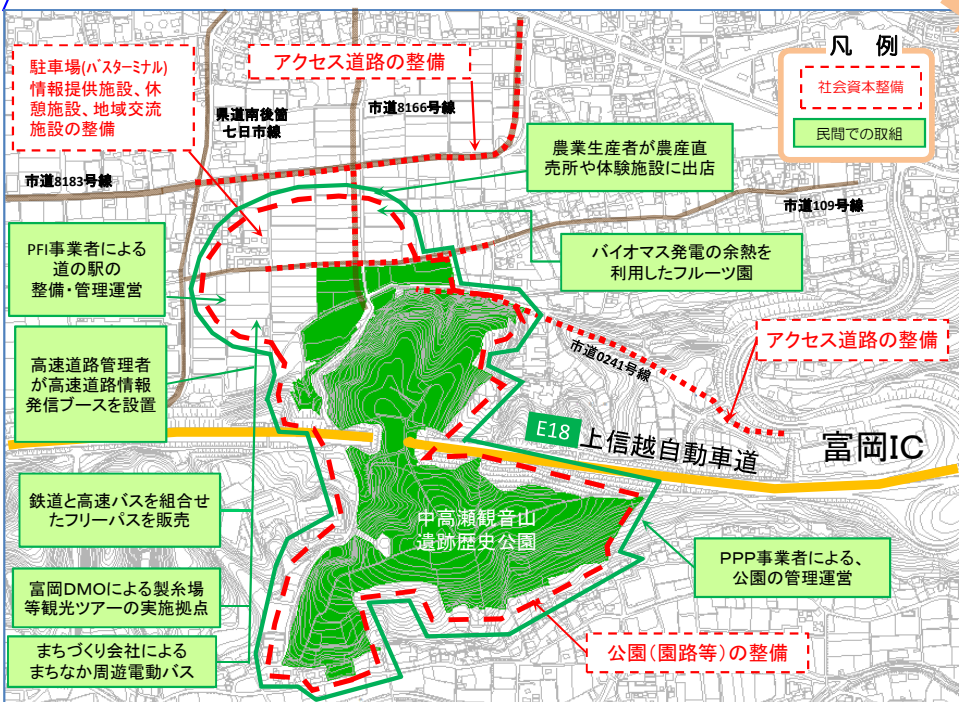 凡 例
社会資本整備
民間での取組
駐車場(バスターミナル)
情報提供施設、休
憩施設、地域交流
施設の整備
アクセス道路の整備
県道南後箇
七日市線
市道8166号線
農業生産者が農産直
売所や体験施設に出店
市道8183号線
市道109号線
PFI事業者による
道の駅の
整備・管理運営
バイオマス発電の余熱を
利用したフルーツ園
高速道路管理者
が高速道路情報
発信ブースを設置
市道0241号線
アクセス道路の整備
E18 上信越自動車道
富岡IC
鉄道と高速バスを組合せ
たフリーパスを販売
中高瀬観音山
遺跡歴史公園
PPP事業者による、
公園の管理運営
富岡DMOによる製糸場
等観光ツアーの実施拠点
まちづくり会社による
まちなか周遊電動バス
公園(園路等)の整備